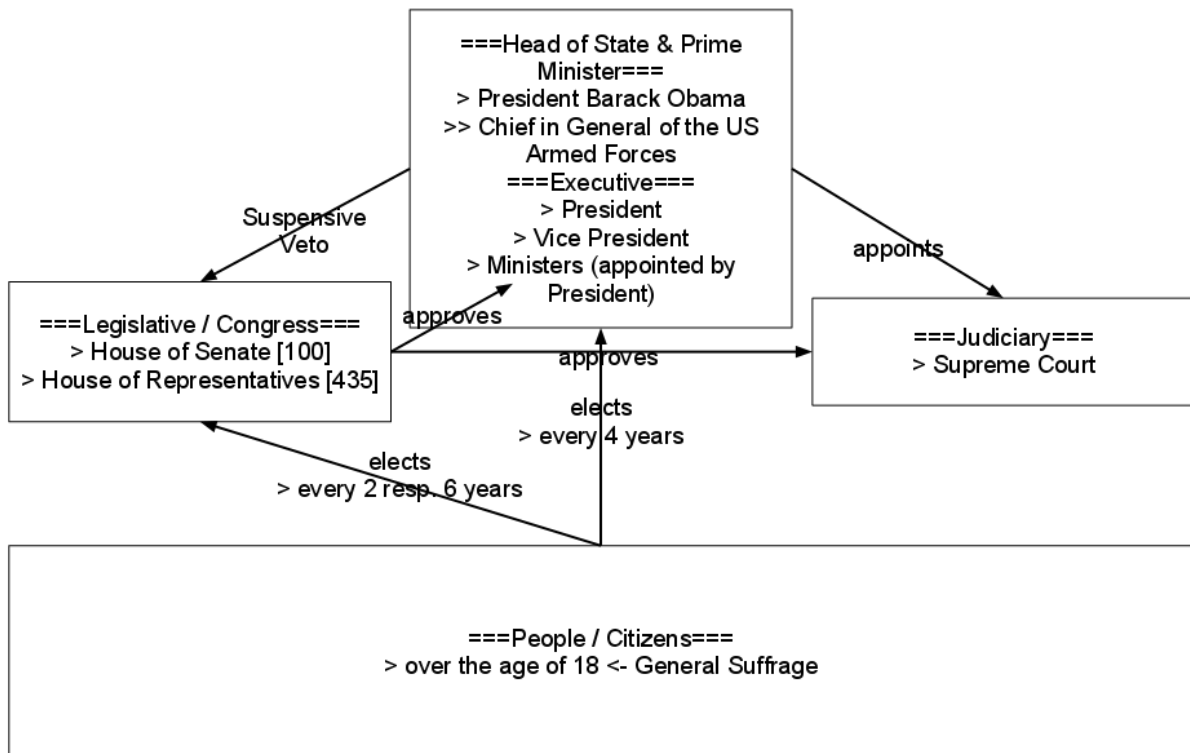 ===Head of State & Prime
Minister===
> President Barack Obama
>> Chief in General of the US
Armed Forces
===Executive===
> President
> Vice President
> Ministers (appointed by
President)
Suspensive
Veto
appoints
===Legislative / Congress===
> House of Senate [100]
> House of Representatives [435]
approves
approves
===Judiciary===
> Supreme Court
elects
> every 4 years
elects
> every 2 resp. 6 years
===People / Citizens===
> over the age of 18 <- General Suffrage